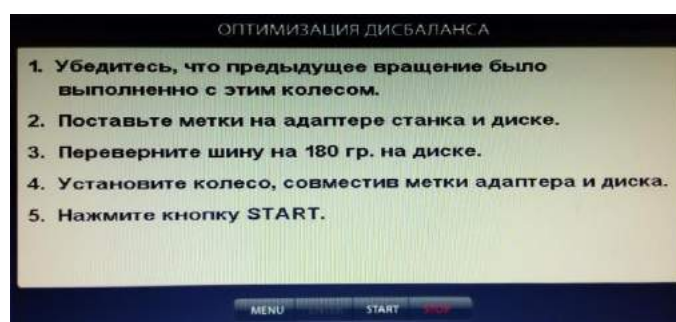 ОПТИМИЗАЦИЯ ДИСБАЛАНСА
1. Убедитесь, что предыдущее вращение было
выполненно с этим колесом.
2. Поставьте метки на адаптере станка и диске.
3. Переверните шину на 180 гр. на диске.
4. Установите колесо, совместив метки адаптера и диска.
5. Нажмите кнопку START.
MENU ENTER START STOP